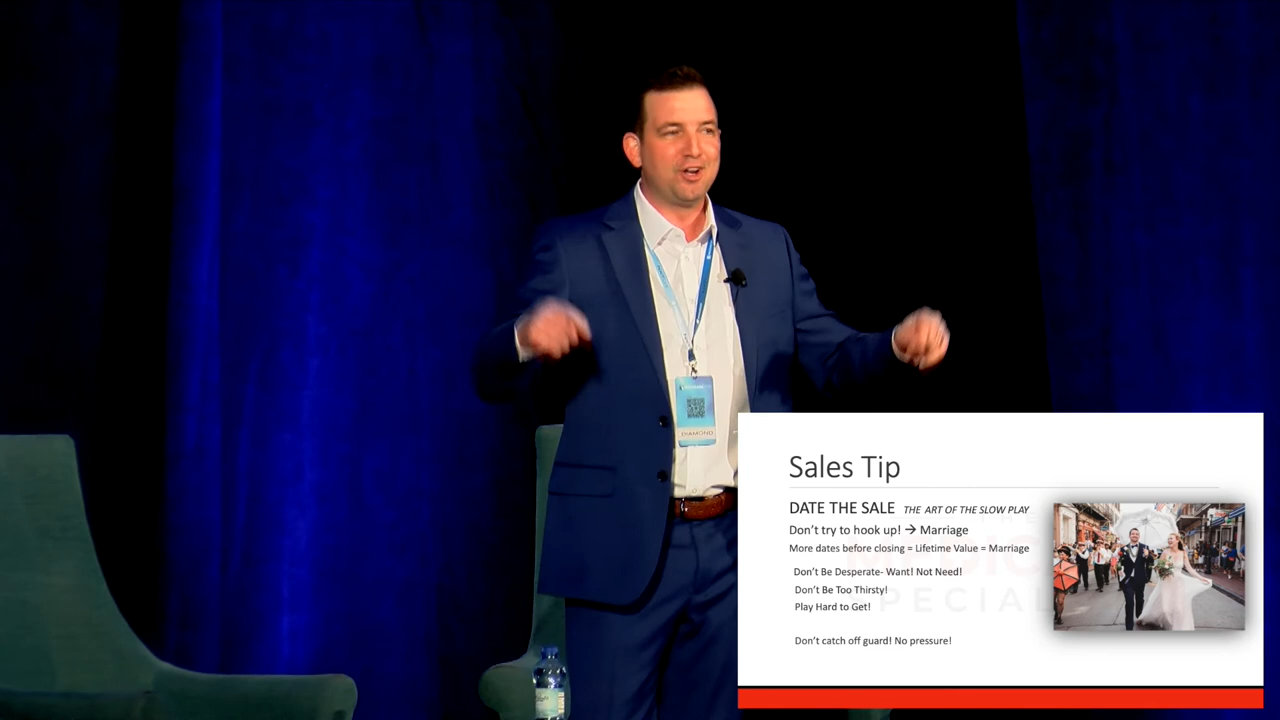 DIAMOND
Sales Tip
DATE THE SALE THE ART OF THE SLOW PLAY
Don't try to hook up! → Marriage
More dates before closing = Lifetime Value = Marriage
Don't Be Desperate- Want! Not Need!
Don't Be Too Thirsty!
Play Hard to Get!
Don't catch off guard! No pressure!